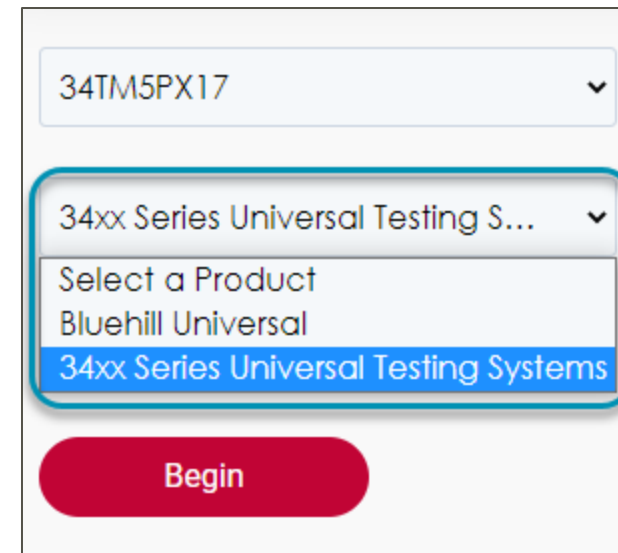 34TM5PX17
34xx Series Universal Testing S...
Select a Product
Bluehill Universal
34xx Series Universal Testing Systems
Begin